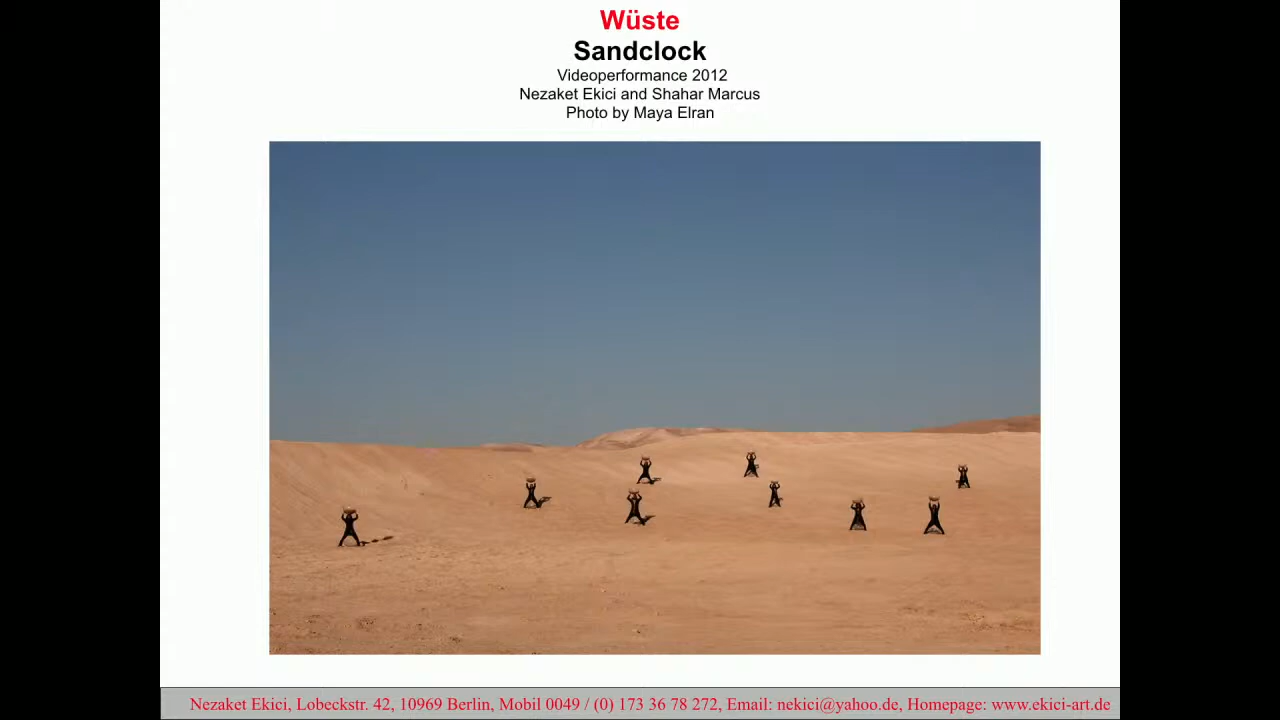 Wüste
Sandclock
Videoperformance 2012
Nezaket Ekici and Shahar Marcus
Photo by Maya Elran
Nezaket Ekici, Lobeckstr. 42, 10969 Berlin, Mobil 0049 / (0) 173 36 78 272, Email: nekici@yahoo.de, Homepage: www.ekici-art.de